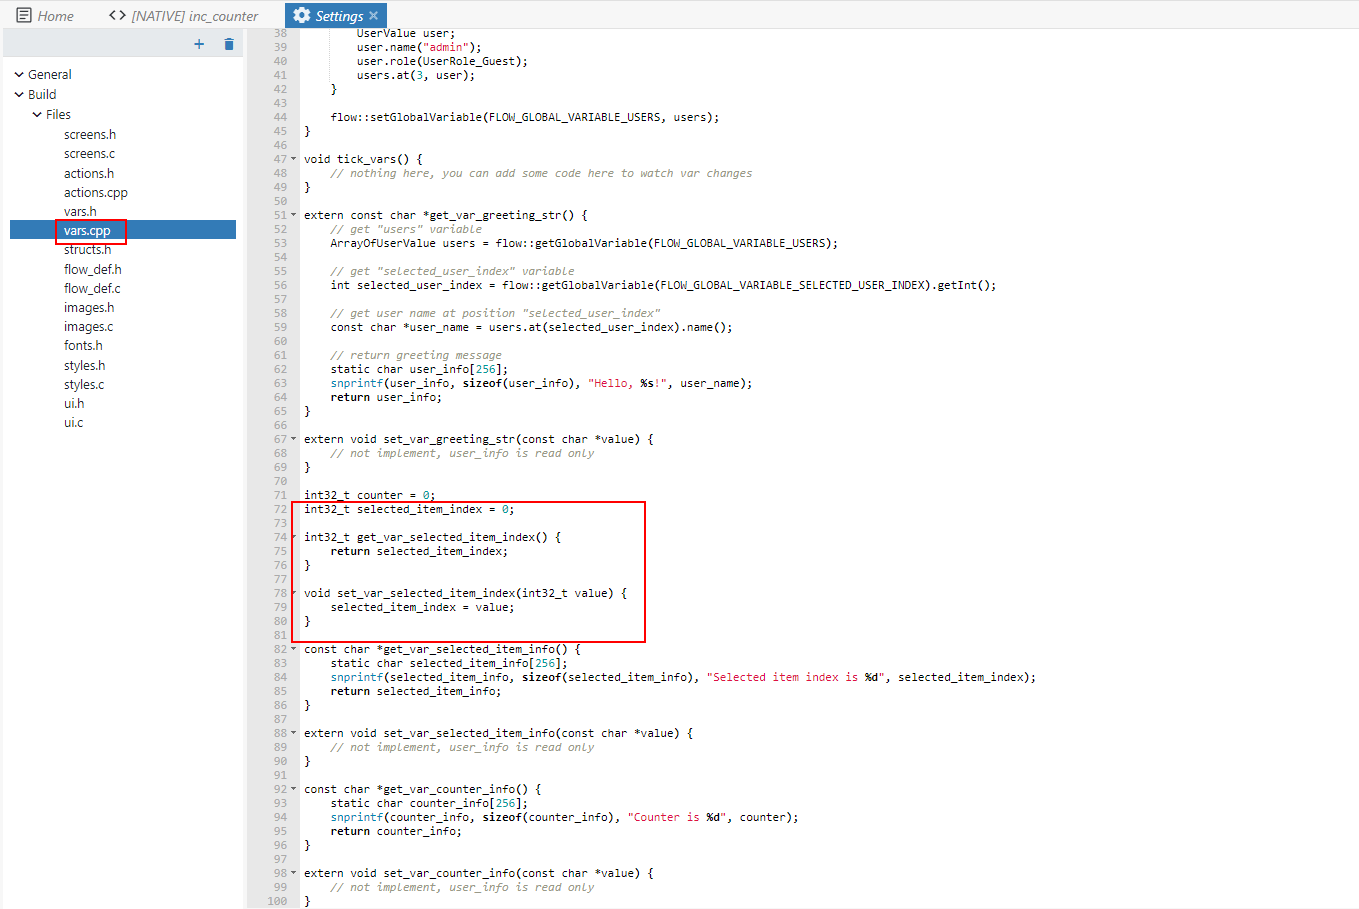 Home
[NATIVE] inc_counter
Settings
General
Build
Files
screens.h
screens.c
actions.h
actions.cpp
vars.h
vars.cpp
structs.h
flow_def.h
flow_def.c
images.h
images.c
fonts.h
styles.h
styles.c
ui.h
ui.c
38 UserValue user;
39 user.name("admin");
40 user.role(UserRole_Guest);
41 users.at(3, user);
42 }
43
44 flow::setGlobalVariable(FLOW_GLOBAL_VARIABLE_USERS, users);
45 }
46
47 void tick_vars() {
48 // nothing here, you can add some code here to watch var changes
49 }
50
51 extern const char *get_var_greeting_str() {
52 // get "users" variable
53 ArrayOfUserValue users = flow::getGlobalVariable(FLOW_GLOBAL_VARIABLE_USERS);
54
55 // get "selected_user_index" variable
56 int selected_user_index = flow::getGlobalVariable(FLOW_GLOBAL_VARIABLE_SELECTED_USER_INDEX).getInt();
57
58 // get user name at position "selected_user_index"
59 const char *user_name = users.at(selected_user_index).name();
60
61 // return greeting message
62 static char user_info[256];
63 snprintf(user_info, sizeof(user_info), "Hello, %s!", user_name);
64 return user_info;
65 }
66
67 extern void set_var_greeting_str(const char *value) {
68 // not implement, user_info is read only
69 }
70
71 int32_t counter = 0;
72 int32_t selected_item_index = 0;
73
74 int32_t get_var_selected_item_index() {
75 return selected_item_index;
76 }
77
78 void set_var_selected_item_index(int32_t value) {
79 selected_item_index = value;
80 }
81
82 const char *get_var_selected_item_info() {
83 static char selected_item_info[256];
84 snprintf(selected_item_info, sizeof(selected_item_info), "Selected item index is %d", selected_item_index);
85 return selected_item_info;
86 }
87
88 extern void set_var_selected_item_info(const char *value) {
89 // not implement, user_info is read only
90 }
91
92 const char *get_var_counter_info() {
93 static char counter_info[256];
94 snprintf(counter_info, sizeof(counter_info), "Counter is %d", counter);
95 return counter_info;
96 }
97
98 extern void set_var_counter_info(const char *value) {
99 // not implement, user_info is read only
100 }